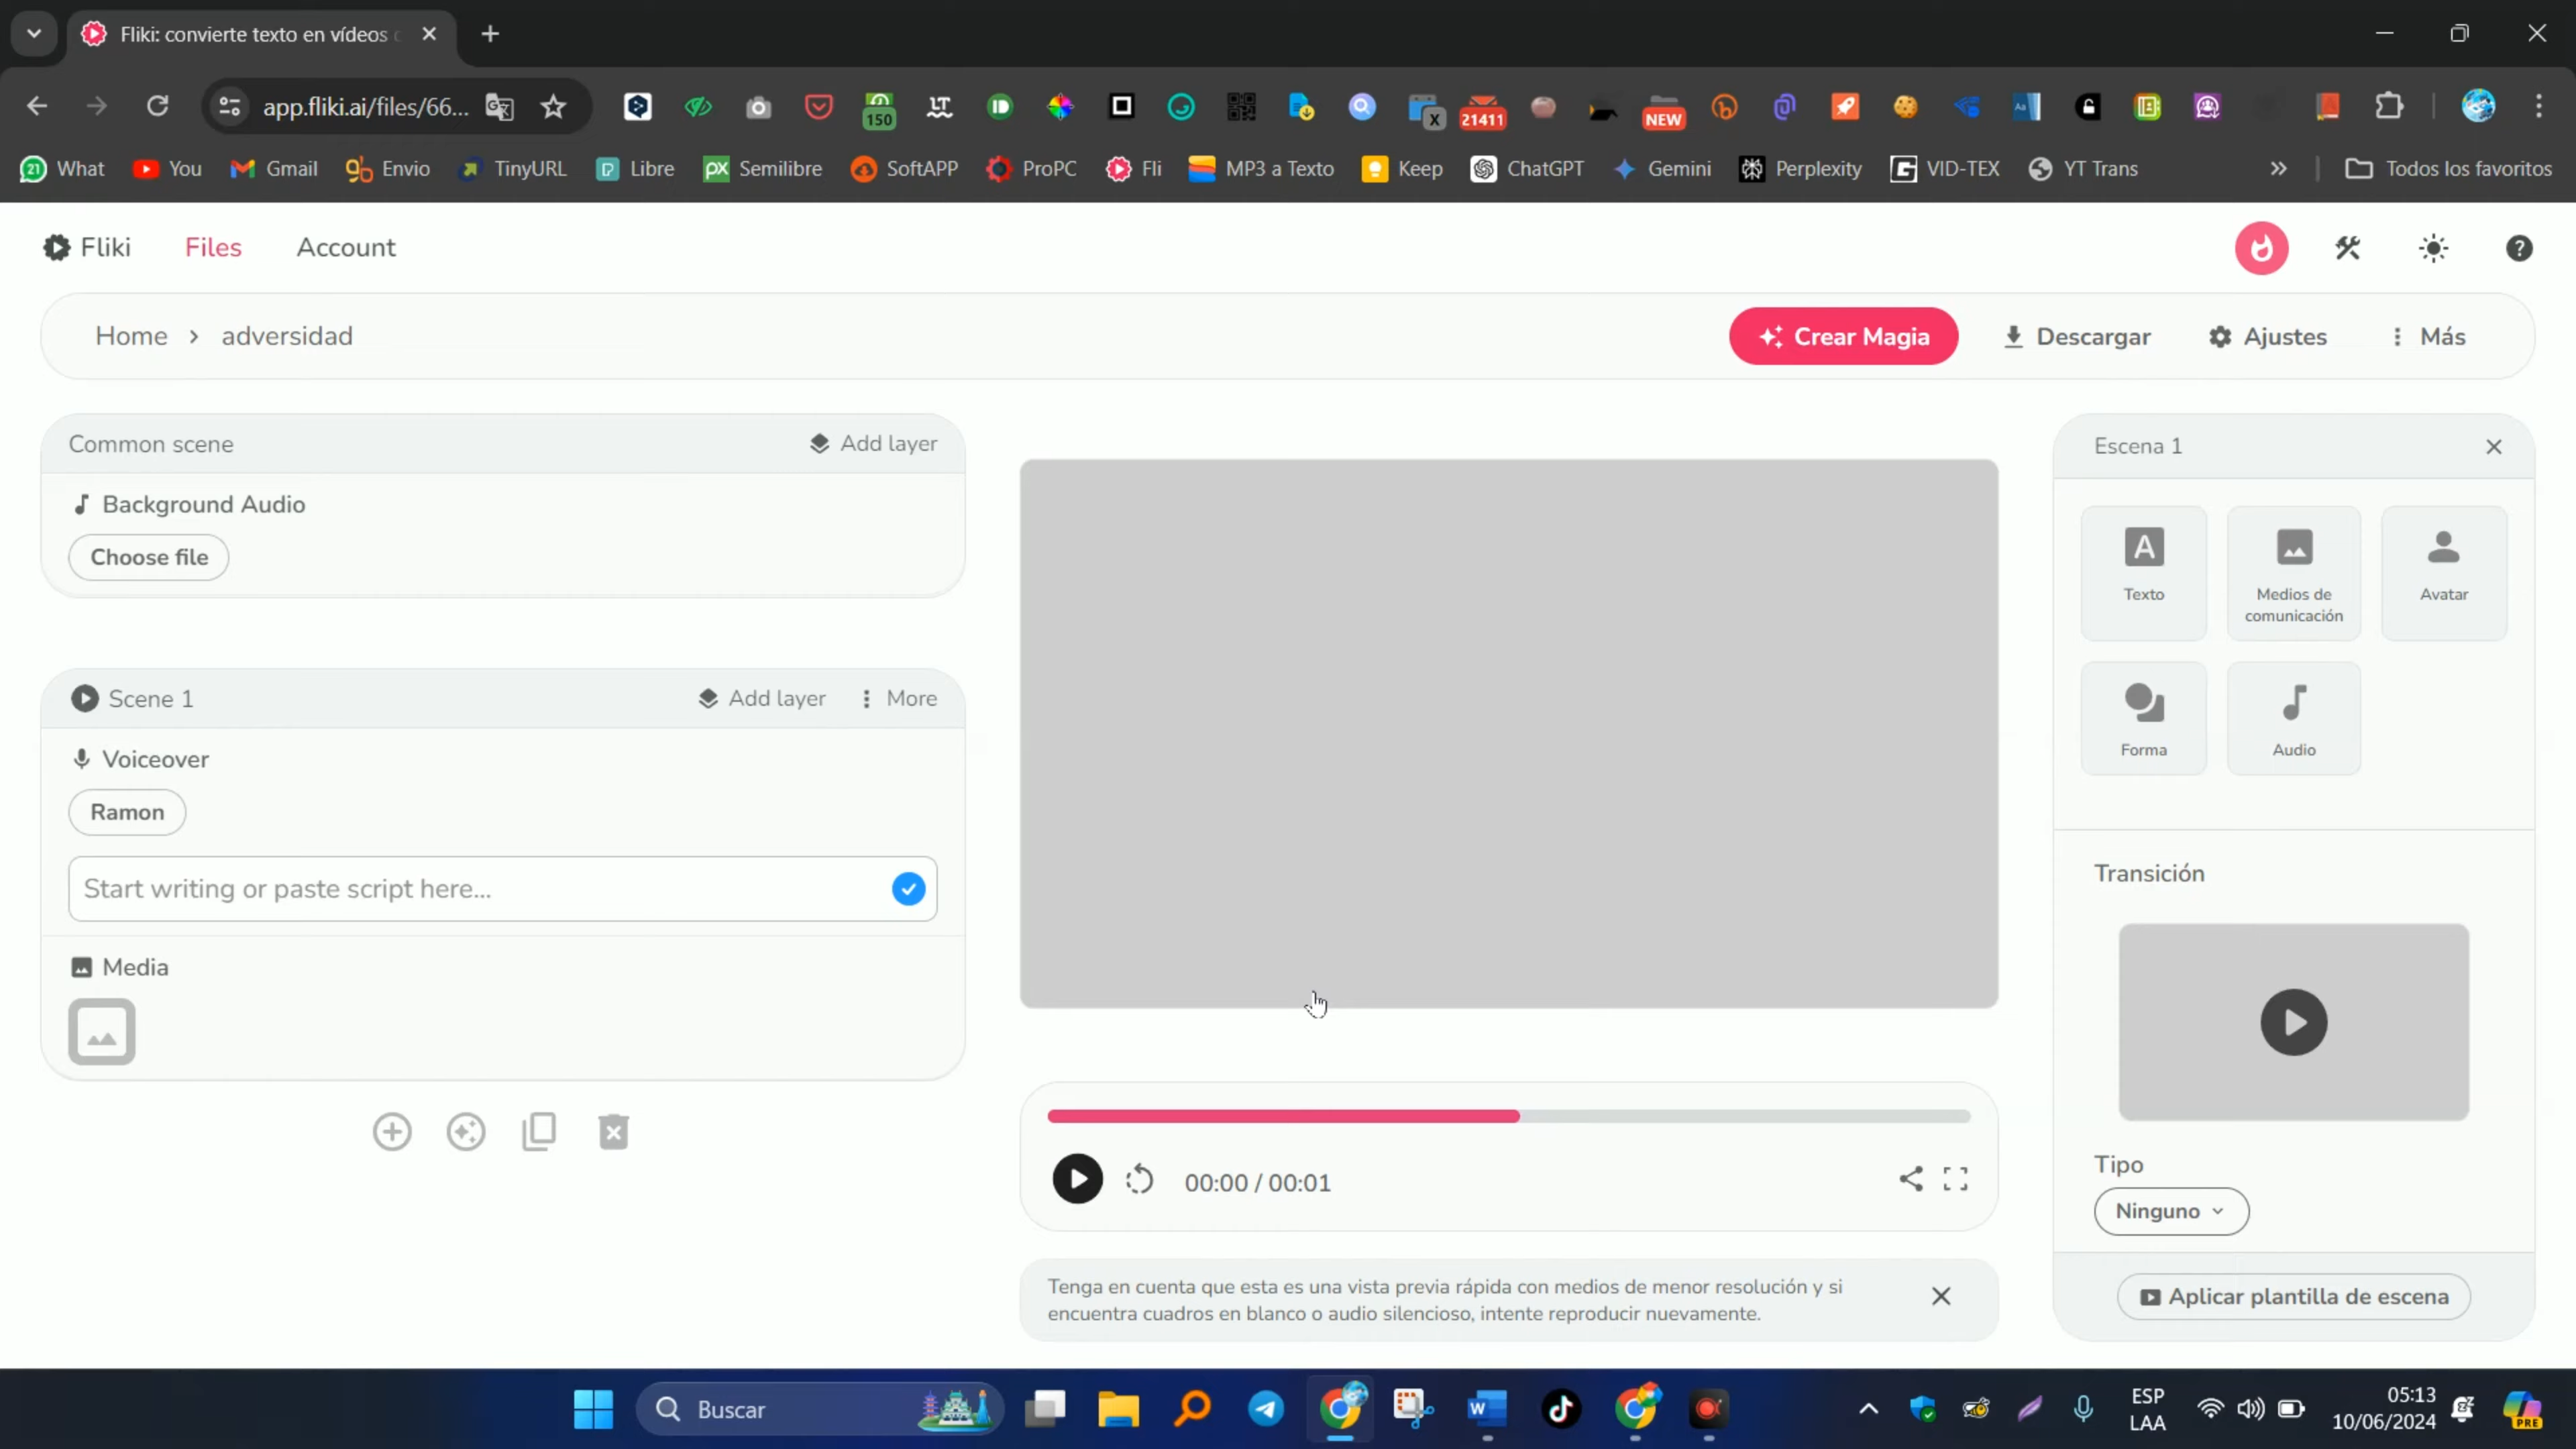 Fliki: convierte texto en vídeos
app.fliki.ai/files/66...
150
X
21411
NEW
21
What
You
Gmail
Envio
TinyURL
Libre
Semilibre
SoftAPP
ProPC
Fli
MP3 a Texto
Keep
ChatGPT
Gemini
Perplexity
VID-TEX
YT Trans
»
Todos los favoritos
Fliki
Files
Account
Home > adversidad
Crear Magia
Descargar
Ajustes
Más
Common scene
Add layer
Background Audio
Choose file
Scene 1
Add layer
More
Voiceover
Ramon
Start writing or paste script here...
Media
00:00 / 00:01
Tenga en cuenta que esta es una vista previa rápida con medios de menor resolución y si
encuentra cuadros en blanco o audio silencioso, intente reproducir nuevamente.
Escena 1
Texto
Medios de
comunicación
Avatar
Forma
Audio
Transición
Tipo
Ninguno
Aplicar plantilla de escena
Buscar
ESP
LAA
05:13
10/06/2024
PRE